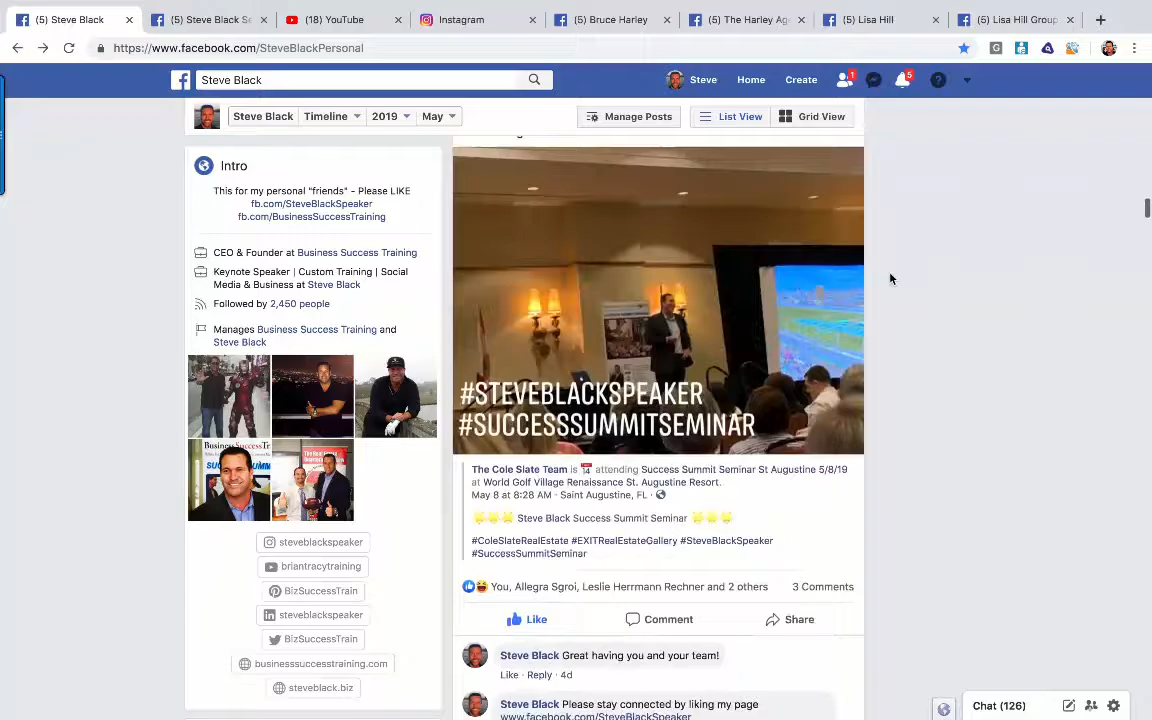 (5) Steve Black
(5) Steve Black Se
(18) YouTube
Instagram
(5) Bruce Harley
(5) The Harley Ag
(5) Lisa Hill
(5) Lisa Hill Group
https://www.facebook.com/SteveBlackPersonal
Steve Black
Steve
Home
Create
1
5
Steve Black
Timeline
2019
May
Manage Posts
List View
Grid View
Intro
This for my personal "friends" - Please LIKE
fb.com/SteveBlackSpeaker
fb.com/BusinessSuccessTraining
CEO & Founder at Business Success Training
Keynote Speaker | Custom Training | Social
Media & Business at Steve Black
Followed by 2,450 people
Manages Business Success Training and
Steve Black
steveblackspeaker
briantracytraining
BizSuccessTrain
steveblackspeaker
BizSuccessTrain
businesssuccesstraining.com
steveblack.biz
#STEVEBLACKSPEAKER
#SUCCESSSUMMITSEMINAR
The Cole Slate Team is 14 attending Success Summit Seminar St Augustine 5/8/19
at World Golf Village Renaissance St. Augustine Resort.
May 8 at 8:28 AM · Saint Augustine, FL ·
Steve Black Success Summit Seminar
#ColeSlateRealEstate #EXITRealEstateGallery #SteveBlackSpeaker
#SuccessSummitSeminar
You, Allegra Sgroi, Leslie Herrmann Rechner and 2 others
3 Comments
Like
Comment
Share
Steve Black Great having you and your team!
Like · Reply · 4d
Steve Black Please stay connected by liking my page
www.facebook.com/SteveBlackSpeaker
Chat (126)